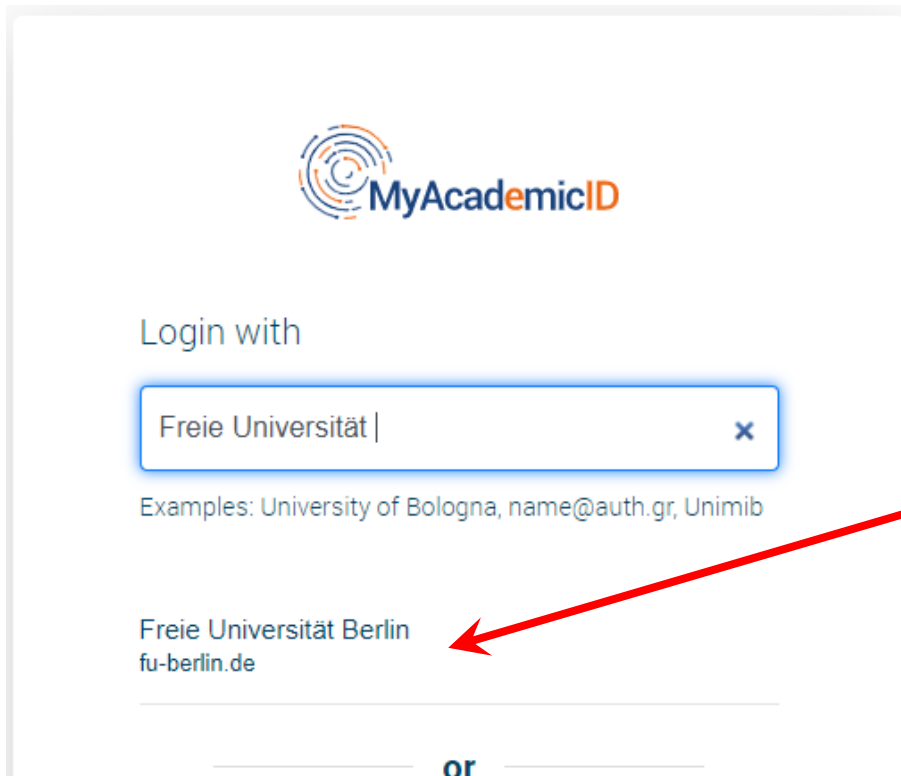 MyAcademicID
Login with
Freie Universität
Examples: University of Bologna, name@auth.gr, Unimib
Freie Universität Berlin
fu-berlin.de
or